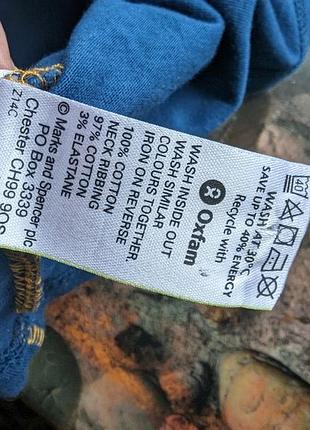 40
WASH AT 30°C
SAVE UP TO 40% ENERGY
Recycle with
Oxfam
WASH INSIDE OUT
WASH SIMILAR
COLOURS TOGETHER
IRON ON REVERSE
100% COTTON
NECK RIBBING
97% COTTON
3% ELASTANE
© Marks and Spencer plc
PO Box 3339
Chester CH99 9QS
Z14C